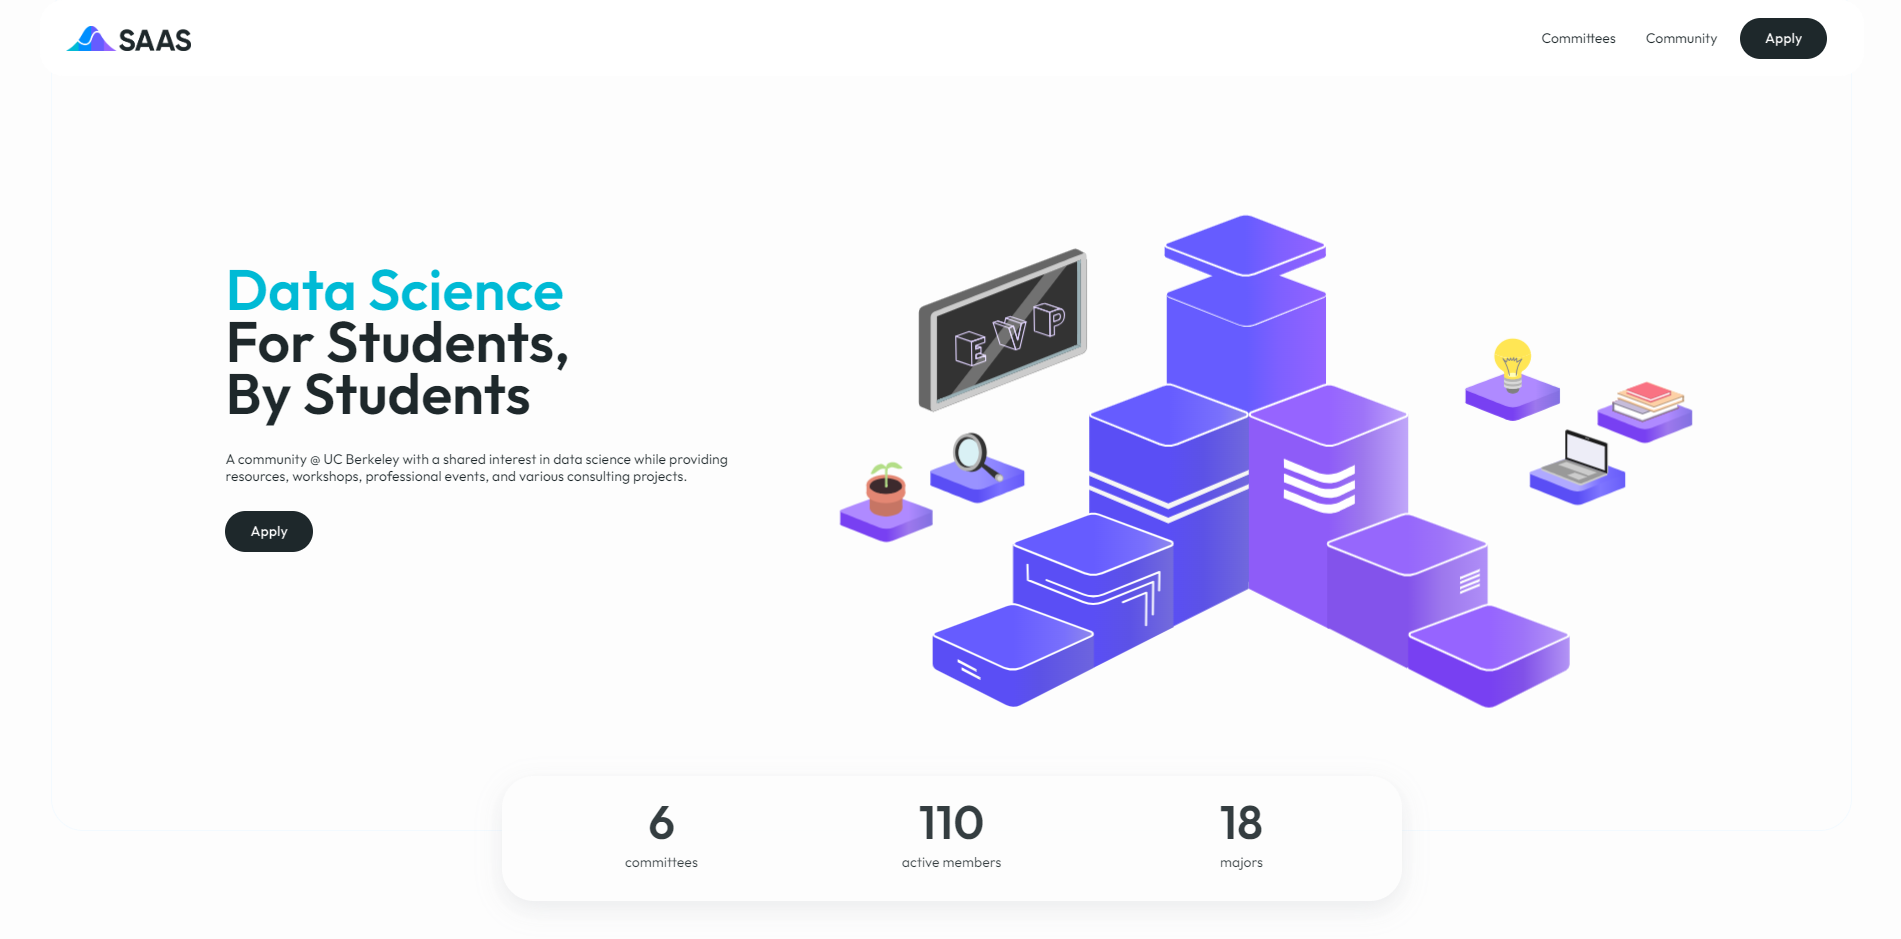 SAAS
Committees
Community
Apply
Data Science
For Students,
By Students
A community @ UC Berkeley with a shared interest in data science while providing
resources, workshops, professional events, and various consulting projects.
Apply
E V P
6
committees
110
active members
18
majors